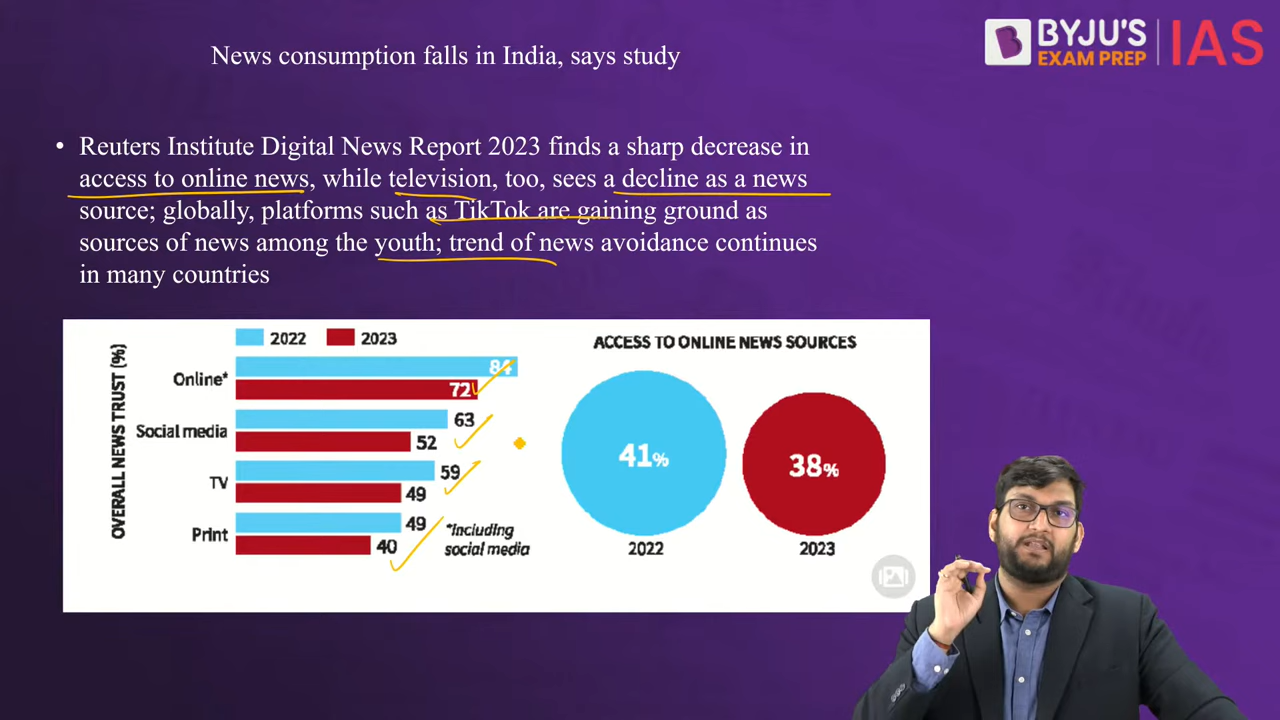 News consumption falls in India, says study
BYJU'S
EXAM PREP
IAS
• Reuters Institute Digital News Report 2023 finds a sharp decrease in
access to online news, while television, too, sees a decline as a news
source; globally, platforms such as TikTok are gaining ground as
sources of news among the youth; trend of news avoidance continues
in many countries
OVERALL NEWS TRUST (%)
2022 2023
Online* 84
72
Social media 63
52
TV 59
49
Print 49
40
*Including
social media
ACCESS TO ONLINE NEWS SOURCES
41% 38%
2022 2023